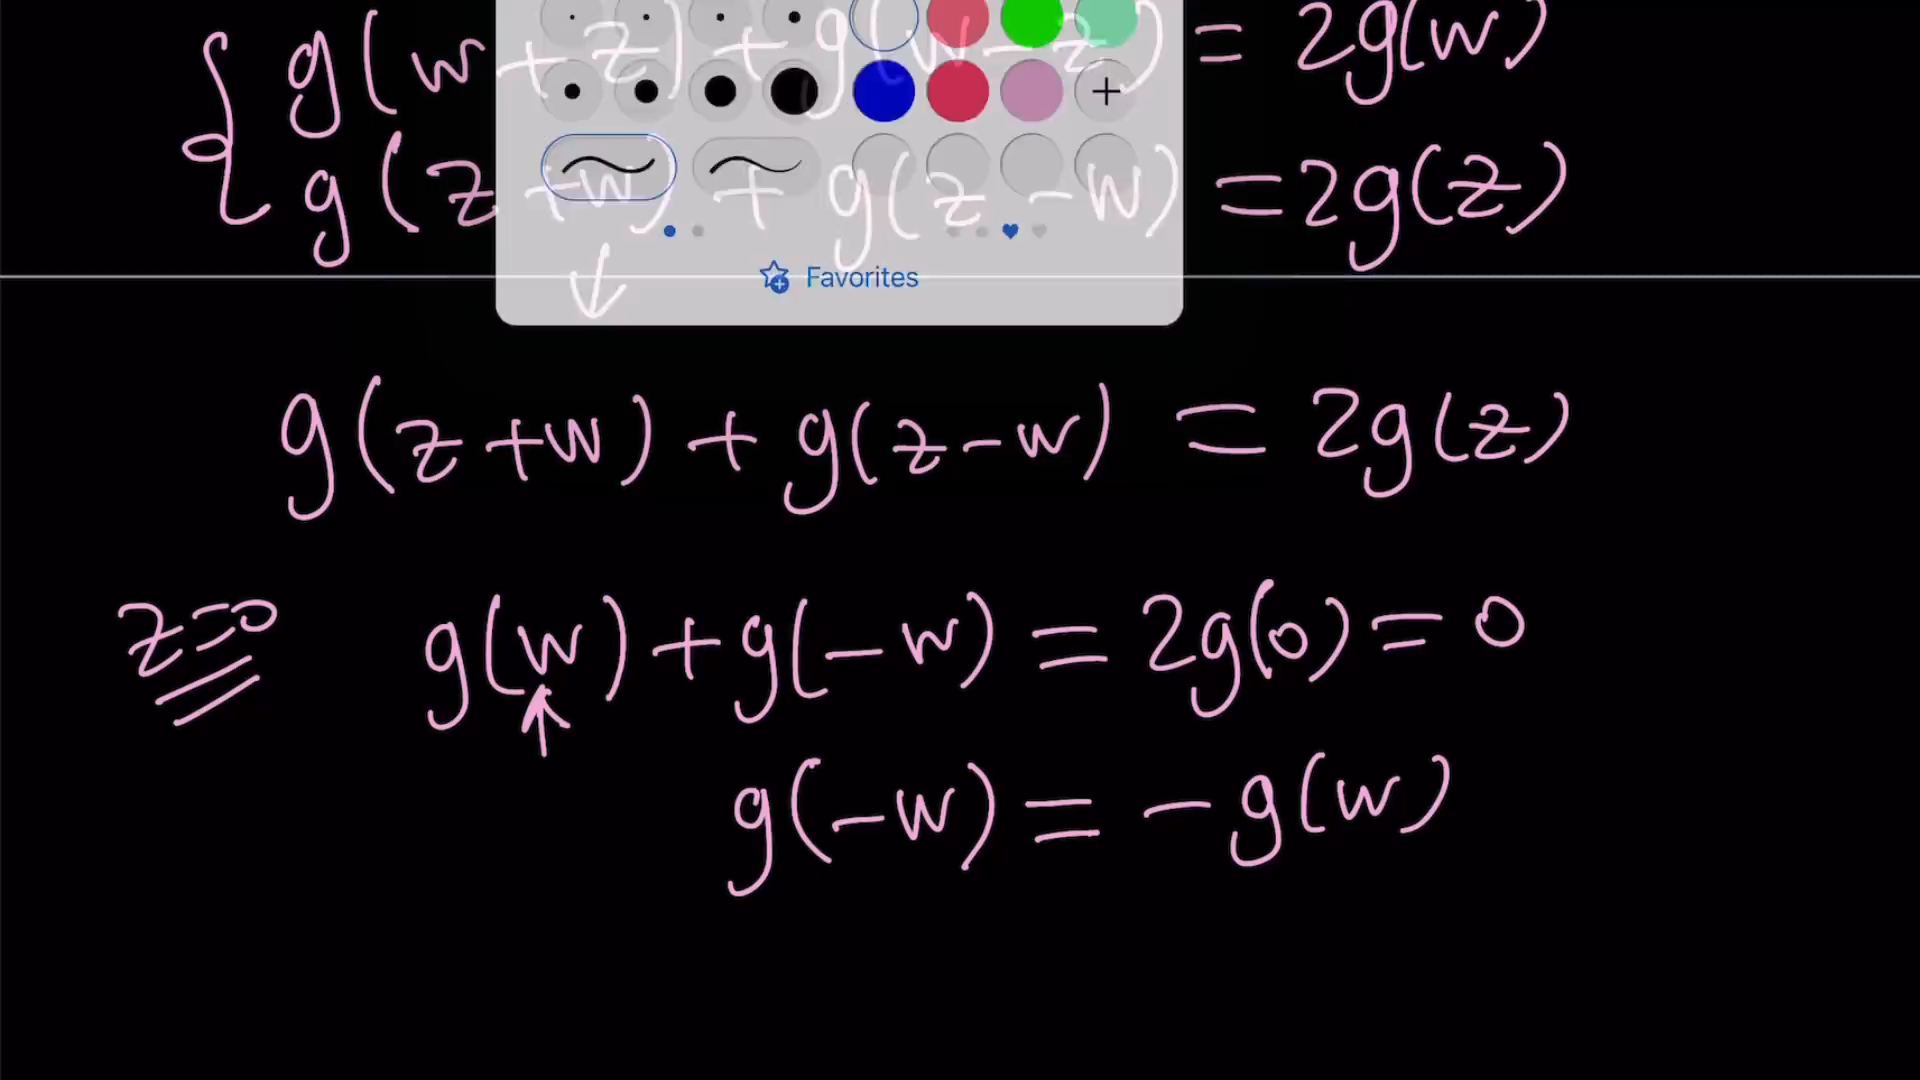 g(w+z)+g(w-z) = 2g(w)
g(z+w)+g(z-w) =2g(z)
Favorites
g(z+w)+g(z-w) = 2g(z)
z=0 g(w)+g(-w) = 2g(0) = 0
g(-w) = -g(w)